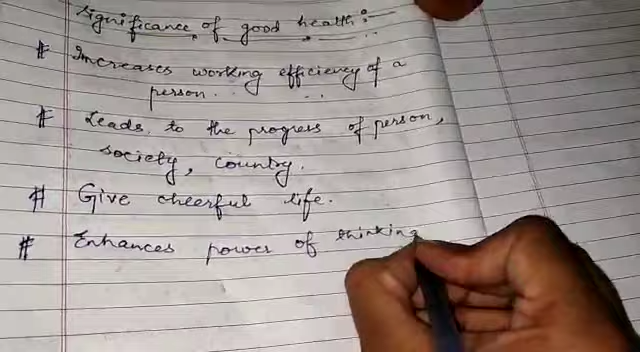 Significance of good health:-
# Increases working efficiency of a
person.
# Leads to the progress of person,
society, country.
# Give cheerful life.
# Enhances power of thinking